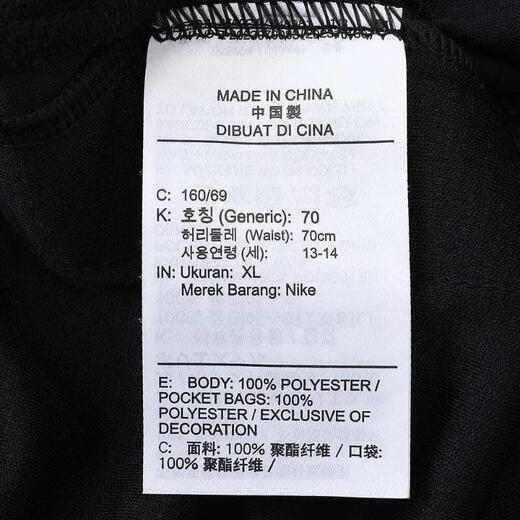 MADE IN CHINA
中国製
DIBUAT DI CINA
C: 160/69
K: 호칭 (Generic): 70
허리둘레 (Waist): 70cm
사용연령 (세): 13-14
IN: Ukuran: XL
Merek Barang: Nike
E: BODY: 100% POLYESTER /
POCKET BAGS: 100%
POLYESTER / EXCLUSIVE OF
DECORATION
C: 面料: 100% 聚酯纤维 / 口袋:
100% 聚酯纤维 /